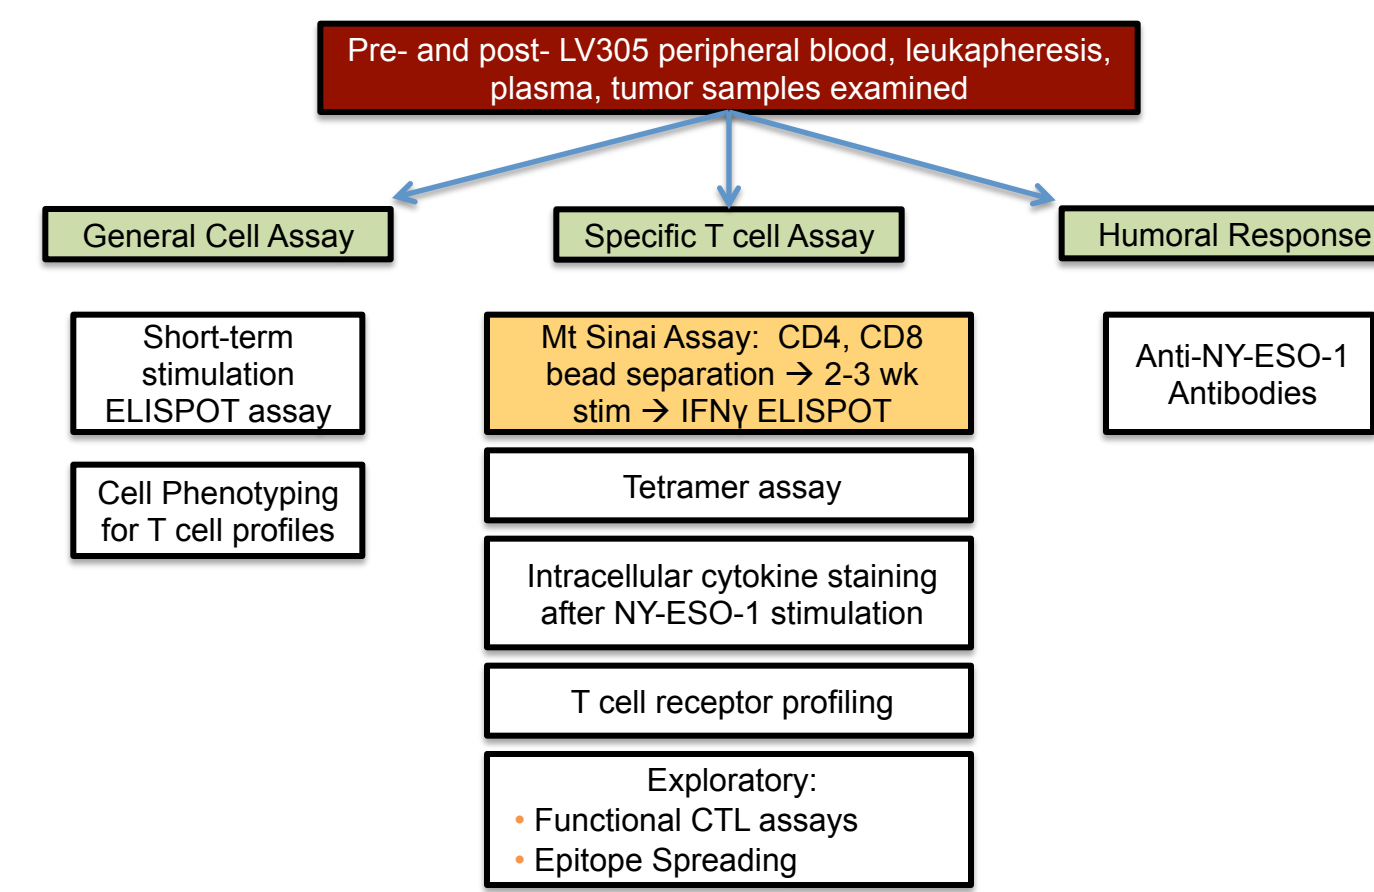 Pre- and post- LV305 peripheral blood, leukapheresis,
plasma, tumor samples examined
General Cell Assay
Specific T cell Assay
Humoral Response
Short-term
stimulation
ELISPOT assay
Cell Phenotyping
for T cell profiles
Mt Sinai Assay: CD4, CD8
bead separation → 2-3 wk
stim → IFNγ ELISPOT
Tetramer assay
Intracellular cytokine staining
after NY-ESO-1 stimulation
T cell receptor profiling
Exploratory:
• Functional CTL assays
• Epitope Spreading
Anti-NY-ESO-1
Antibodies